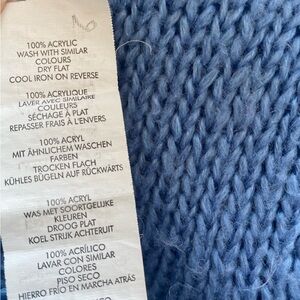 100% ACRYLIC
WASH WITH SIMILAR
COLOURS
DRY FLAT
COOL IRON ON REVERSE
100% ACRYLIQUE
LAVER AVEC SIMILAIRE
COULEURS
SÉCHAGE À PLAT
REPASSER FRAIS À L'ENVERS
100% ACRYL
MIT ÄHNLICHEM WASCHEN
FARBEN
TROCKEN FLACH
KÜHLES BÜGELN AUF RÜCKWÄRTS
100% ACRYL
WAS MET SOORTGELIJKE
KLEUREN
DROOG PLAT
KOEL STRIJK ACHTERUIT
100% ACRÍLICO
LAVAR CON SIMILAR
COLORES
PISO SECO
HIERRO FRÍO EN MARCHA ATRÁS